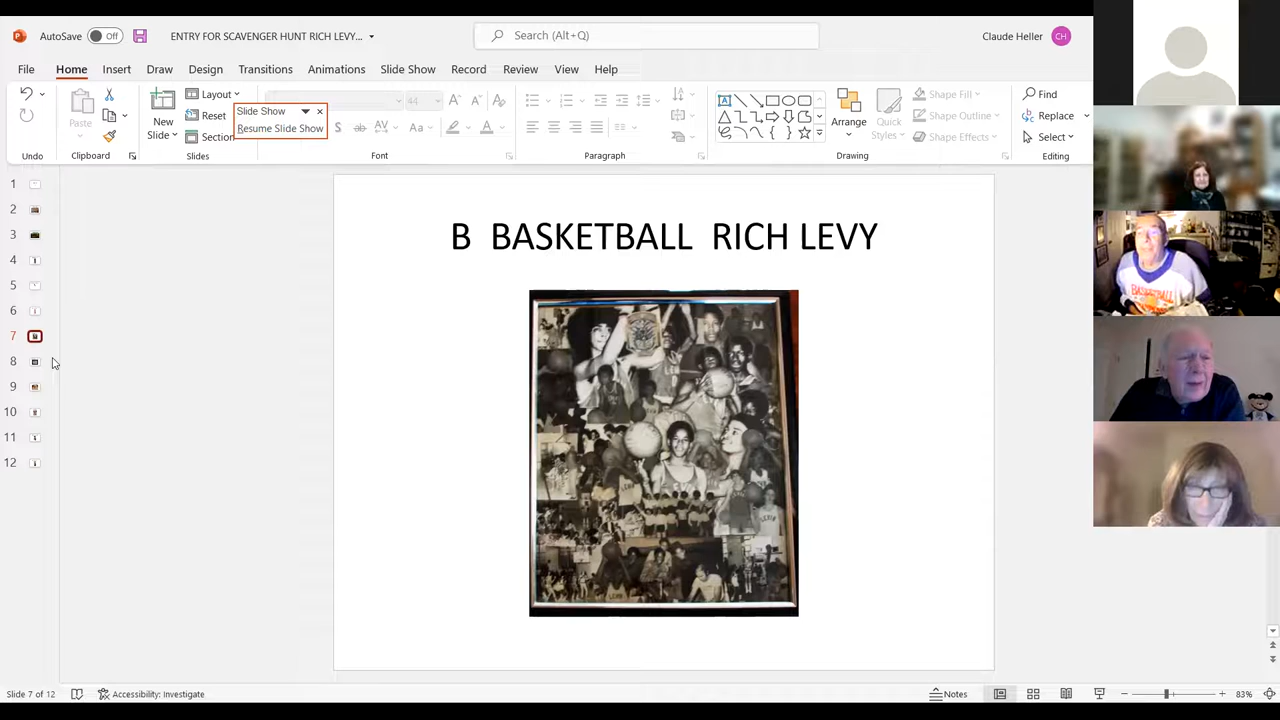 AutoSave Off ENTRY FOR SCAVENGER HUNT RICH LEVY... Search (Alt+Q) Claude Heller CH
File Home Insert Draw Design Transitions Animations Slide Show Record Review View Help
Paste
New Slide
Layout
Reset
Section
Slide Show
Resume Slide Show
44
Aa
Arrange
Quick Styles
Shape Fill
Shape Outline
Shape Effects
Find
Replace
Select
Undo Clipboard Slides Font Paragraph Drawing Editing
1
2
3
4
5
6
7
8
9
10
11
12
B BASKETBALL RICH LEVY
BASKETBALL
Slide 7 of 12 Accessibility: Investigate Notes 83%